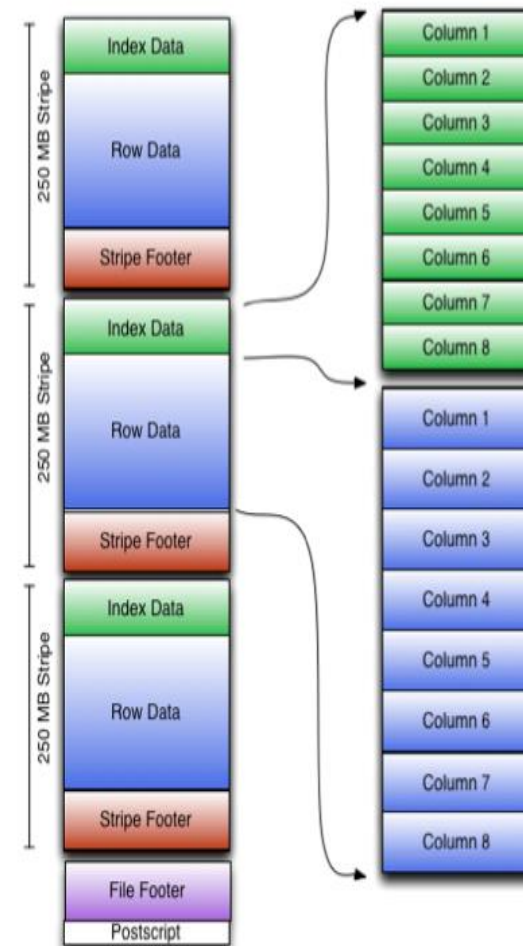 250 MB Stripe
Index Data
Row Data
Stripe Footer
250 MB Stripe
Index Data
Row Data
Stripe Footer
250 MB Stripe
Index Data
Row Data
Stripe Footer
File Footer
Postscript
Column 1
Column 2
Column 3
Column 4
Column 5
Column 6
Column 7
Column 8
Column 1
Column 2
Column 3
Column 4
Column 5
Column 6
Column 7
Column 8